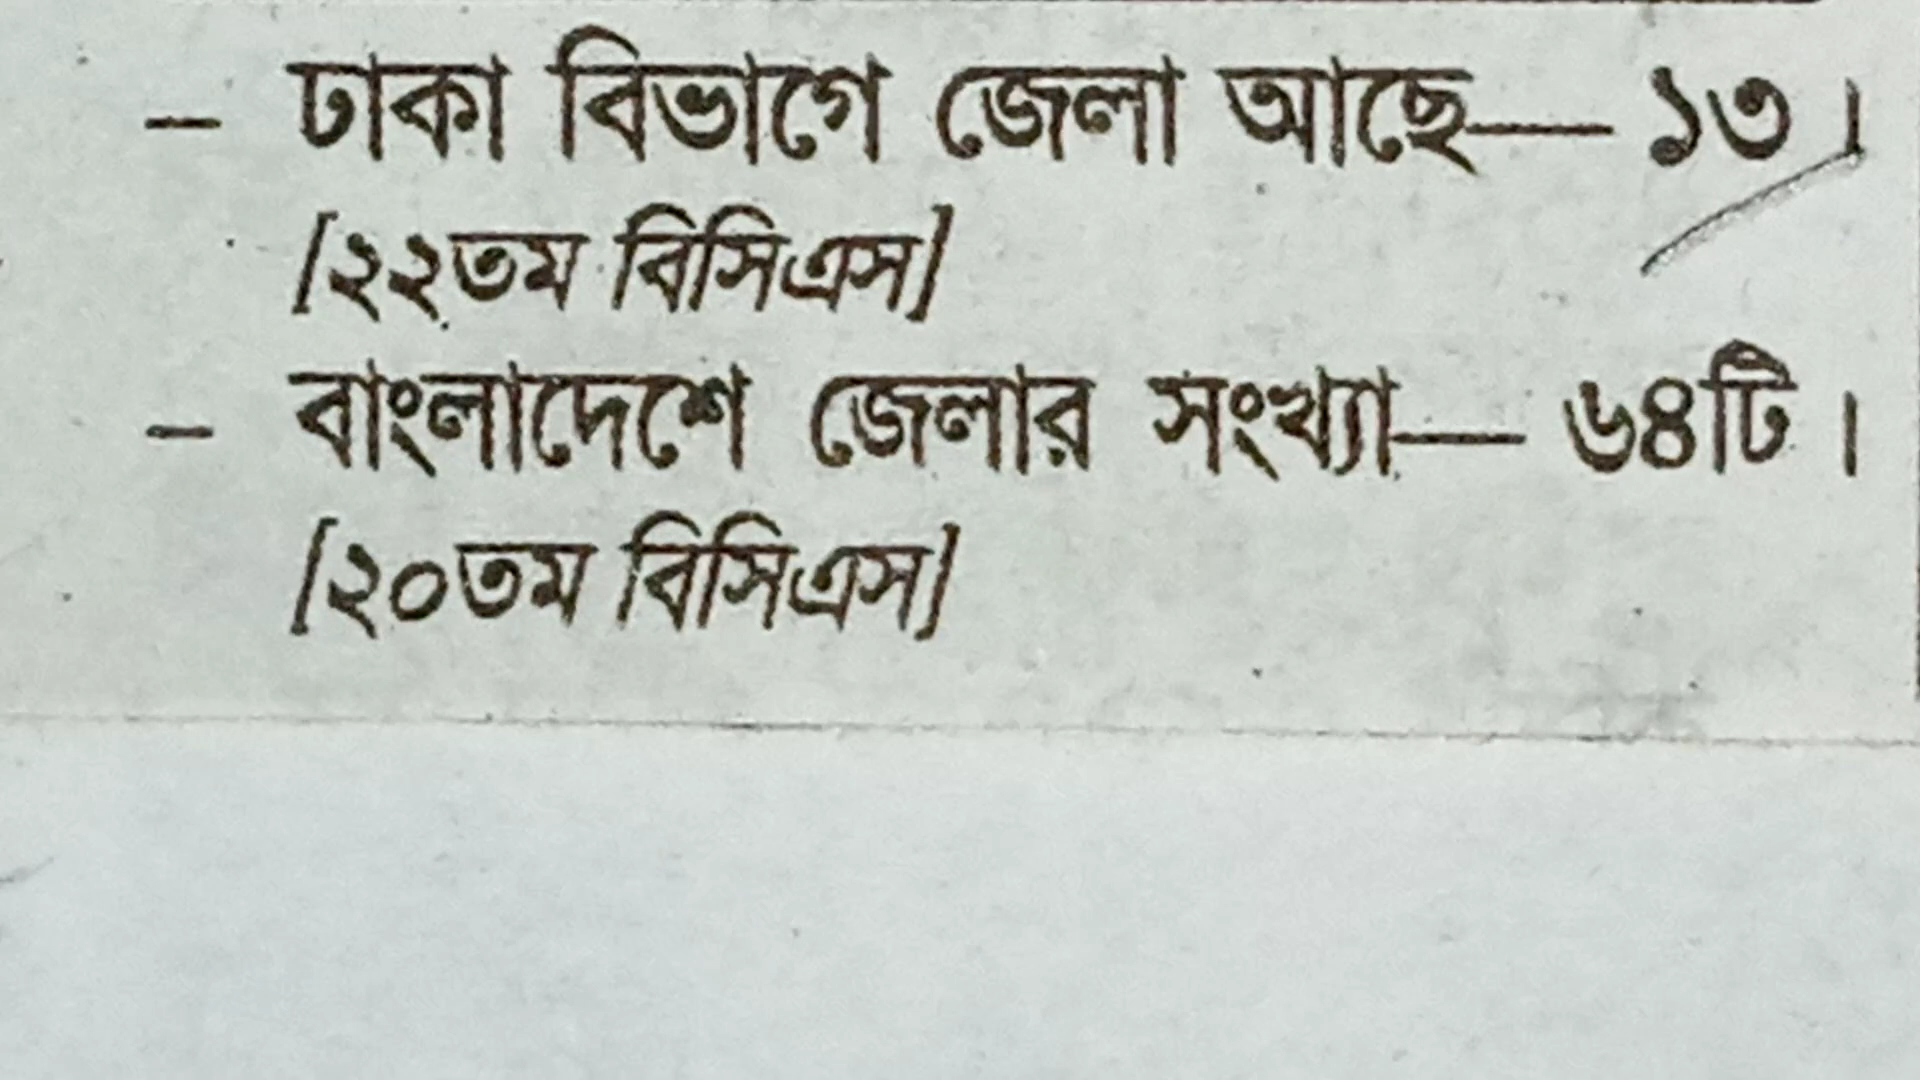 – ঢাকা বিভাগে জেলা আছে— ১৩।
[২২তম বিসিএস]
– বাংলাদেশে জেলার সংখ্যা— ৬৪টি।
[২০তম বিসিএস]